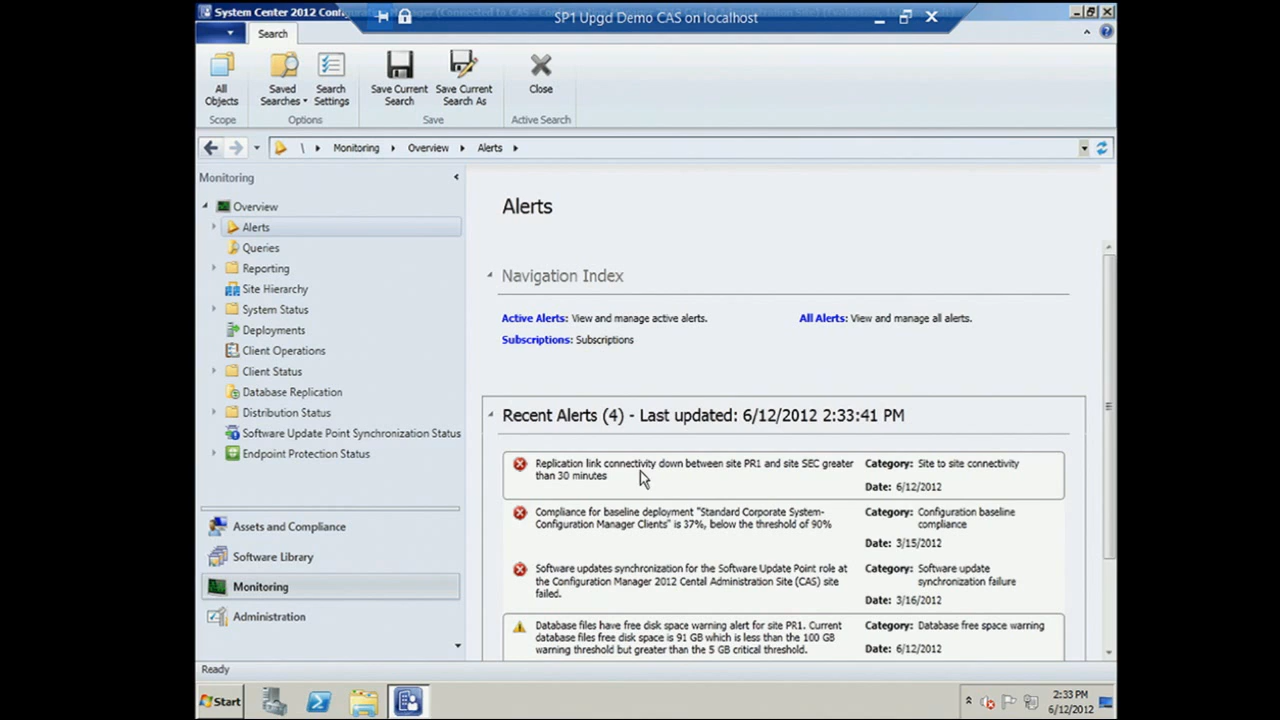 System Center 2012 Config
SP1 Upgd Demo CAS on localhost
Search
All Objects
Saved Searches
Search Settings
Save Current Search
Save Current Search As
Close
Scope
Options
Save
Active Search
\ Monitoring Overview Alerts
Monitoring
Overview
Alerts
Queries
Reporting
Site Hierarchy
System Status
Deployments
Client Operations
Client Status
Database Replication
Distribution Status
Software Update Point Synchronization Status
Endpoint Protection Status
Assets and Compliance
Software Library
Monitoring
Administration
Alerts
Navigation Index
Active Alerts: View and manage active alerts.
All Alerts: View and manage all alerts.
Subscriptions: Subscriptions
Recent Alerts (4) - Last updated: 6/12/2012 2:33:41 PM
Replication link connectivity down between site PR1 and site SEC greater
than 30 minutes
Category: Site to site connectivity
Date: 6/12/2012
Compliance for baseline deployment "Standard Corporate System-
Configuration Manager Clients" is 37%, below the threshold of 90%
Category: Configuration baseline
compliance
Date: 3/15/2012
Software updates synchronization for the Software Update Point role at
the Configuration Manager 2012 Cental Administration Site (CAS) site
failed.
Category: Software update
synchronization failure
Date: 3/16/2012
Database files have free disk space warning alert for site PR1. Current
database files free disk space is 91 GB which is less than the 100 GB
warning threshold but greater than the 5 GB critical threshold.
Category: Database free space warning
Date: 6/12/2012
Ready
Start
2:33 PM
6/12/2012